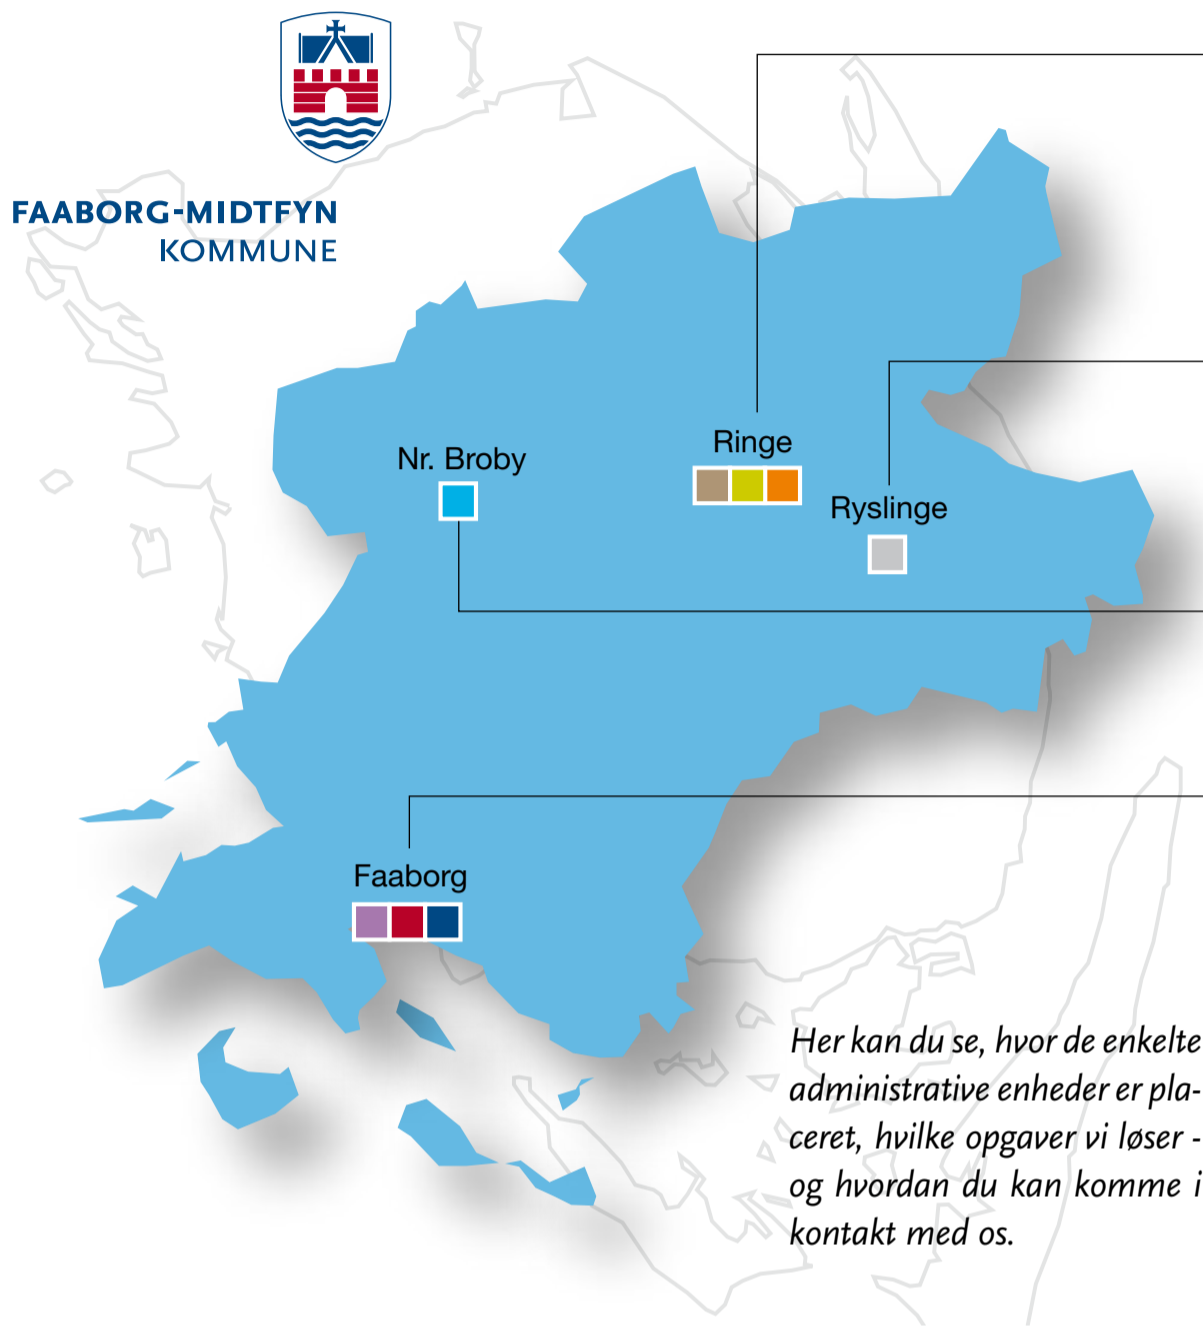 FAABORG-MIDTFYN
KOMMUNE
Nr. Broby
Ringe
Ryslinge
Faaborg
Her kan du se, hvor de enkelte
administrative enheder er pla-
ceret, hvilke opgaver vi løser -
og hvordan du kan komme i
kontakt med os.